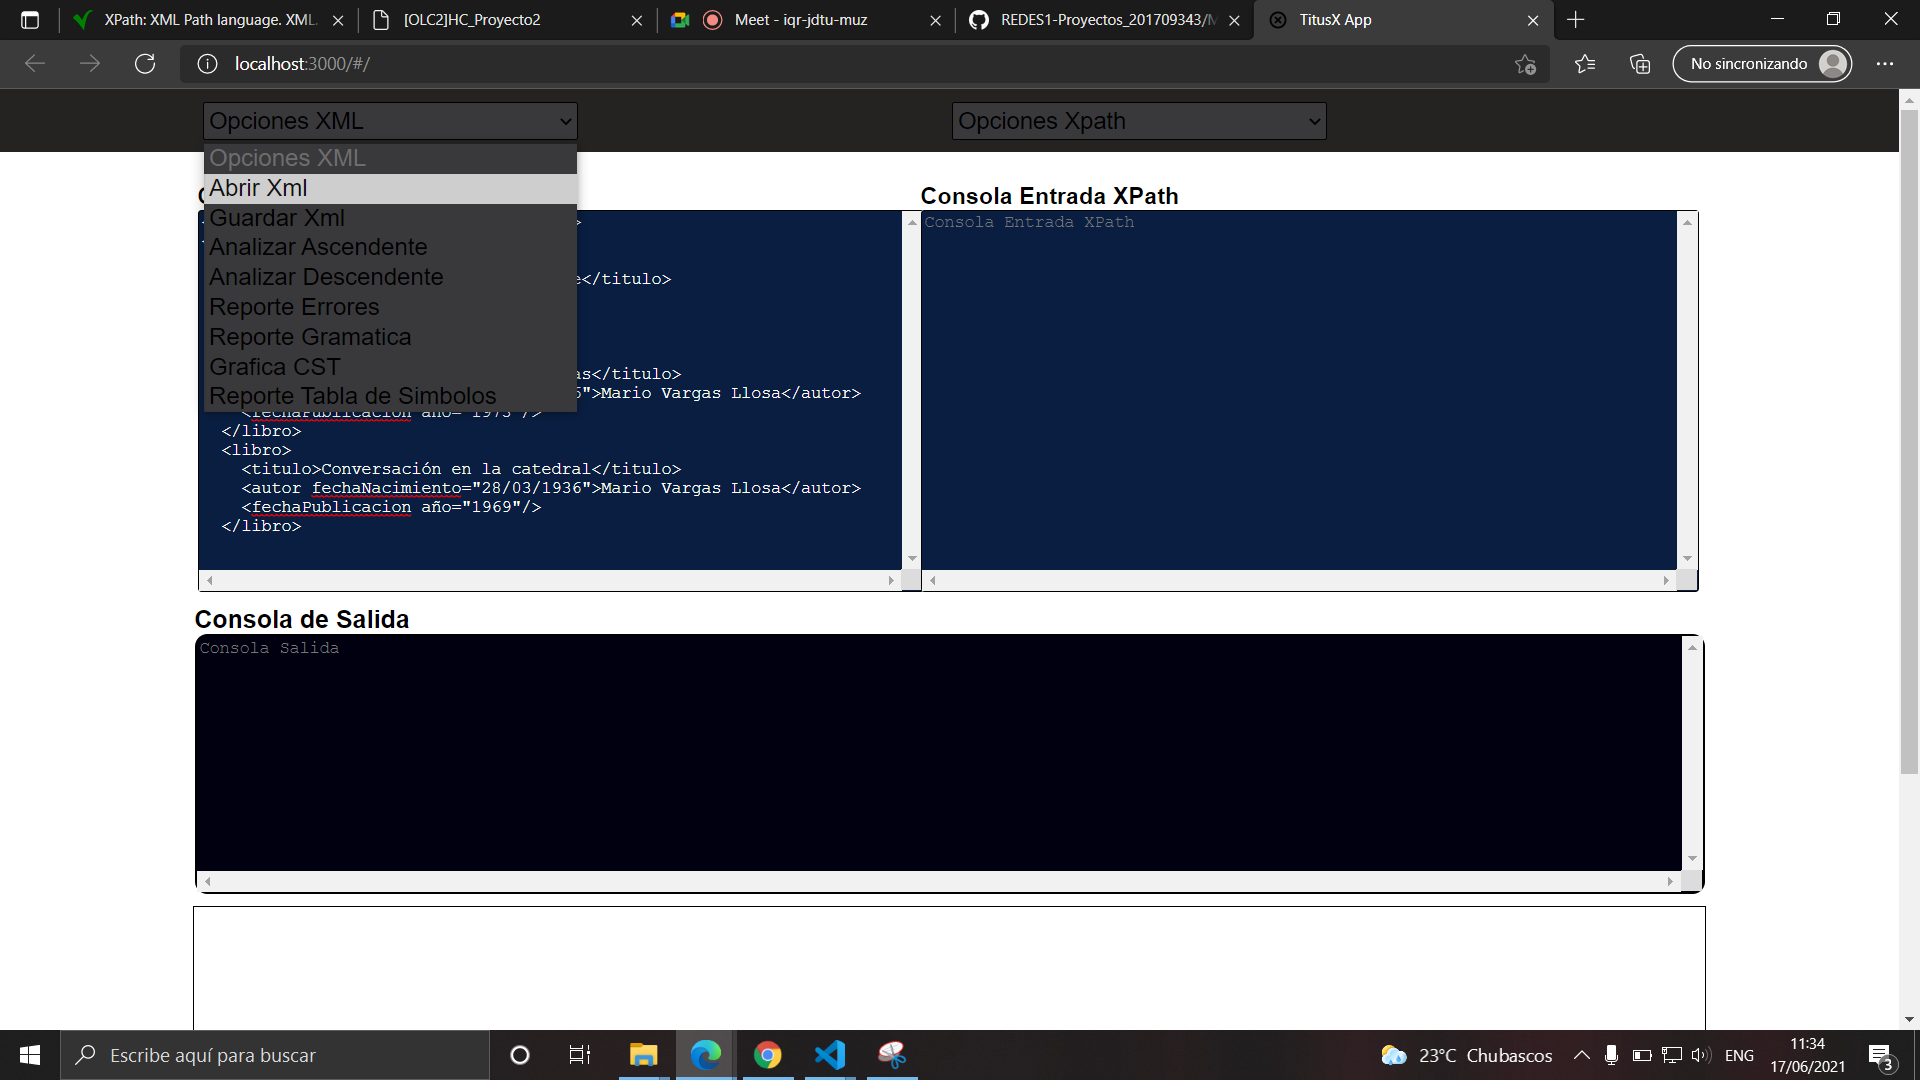 XPath: XML Path language. XML.
[OLC2]HC_Proyecto2
Meet - iqr-jdtu-muz
REDES1-Proyectos_201709343/M
TitusX App
localhost:3000/#/
No sincronizando
Opciones XML
Opciones Xpath
Opciones XML
Abrir Xml
Guardar Xml
Analizar Ascendente
Analizar Descendente
Reporte Errores
Reporte Gramatica
Grafica CST
Reporte Tabla de Simbolos
Consola Entrada XPath
Consola Entrada XPath
</titulo>
</titulo>
">Mario Vargas Llosa</autor>
<fechaPublicacion año="1973"/>
</libro>
<libro>
<titulo>Conversación en la catedral</titulo>
<autor fechaNacimiento="28/03/1936">Mario Vargas Llosa</autor>
<fechaPublicacion año="1969"/>
</libro>
Consola de Salida
Consola Salida
Escribe aquí para buscar
23°C Chubascos
ENG
11:34
17/06/2021
3